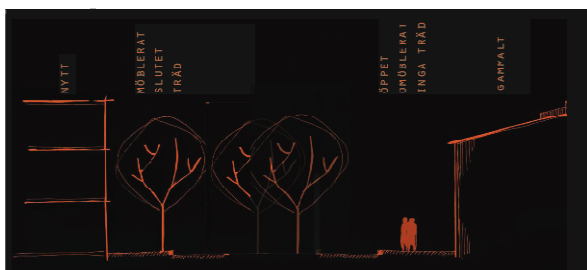 NYTT
MÖBLERAT
SLUTET
TRÄD
ÖPPET
OMÖBLERAT
INGA TRÄD
GAMMALT